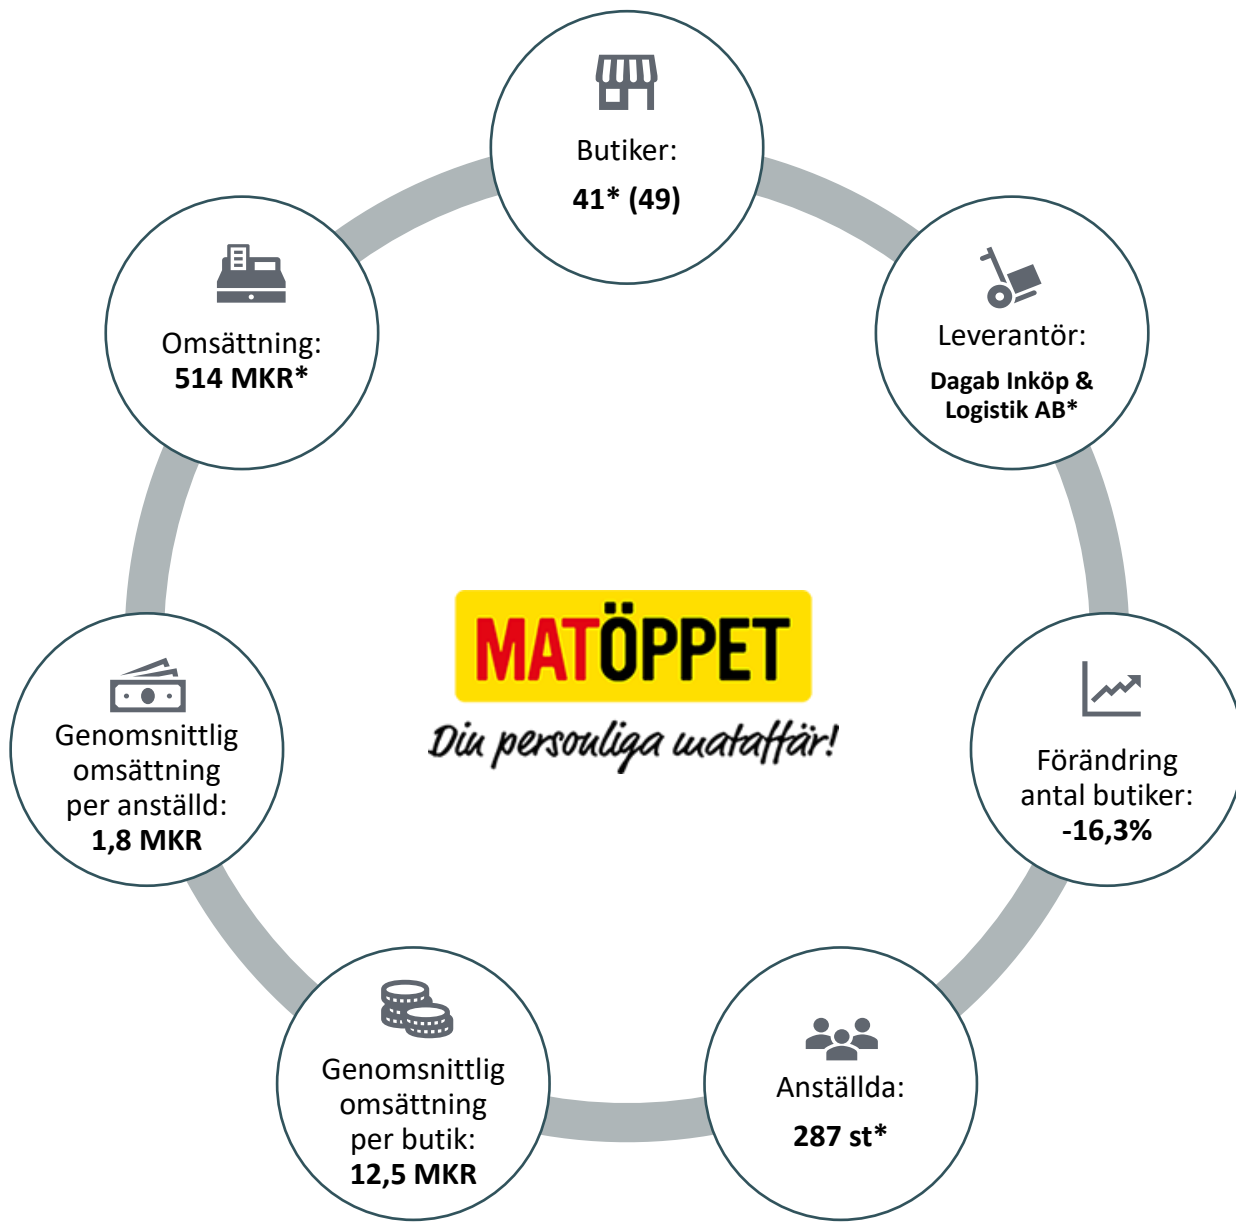 Butiker:
41* (49)
Leverantör:
Dagab Inköp &
Logistik AB*
Förändring
antal butiker:
-16,3%
Anställda:
287 st*
Genomsnittlig
omsättning
per butik:
12,5 MKR
Genomsnittlig
omsättning
per anställd:
1,8 MKR
Omsättning:
514 MKR*
MATÖPPET
Din personliga mataffär!